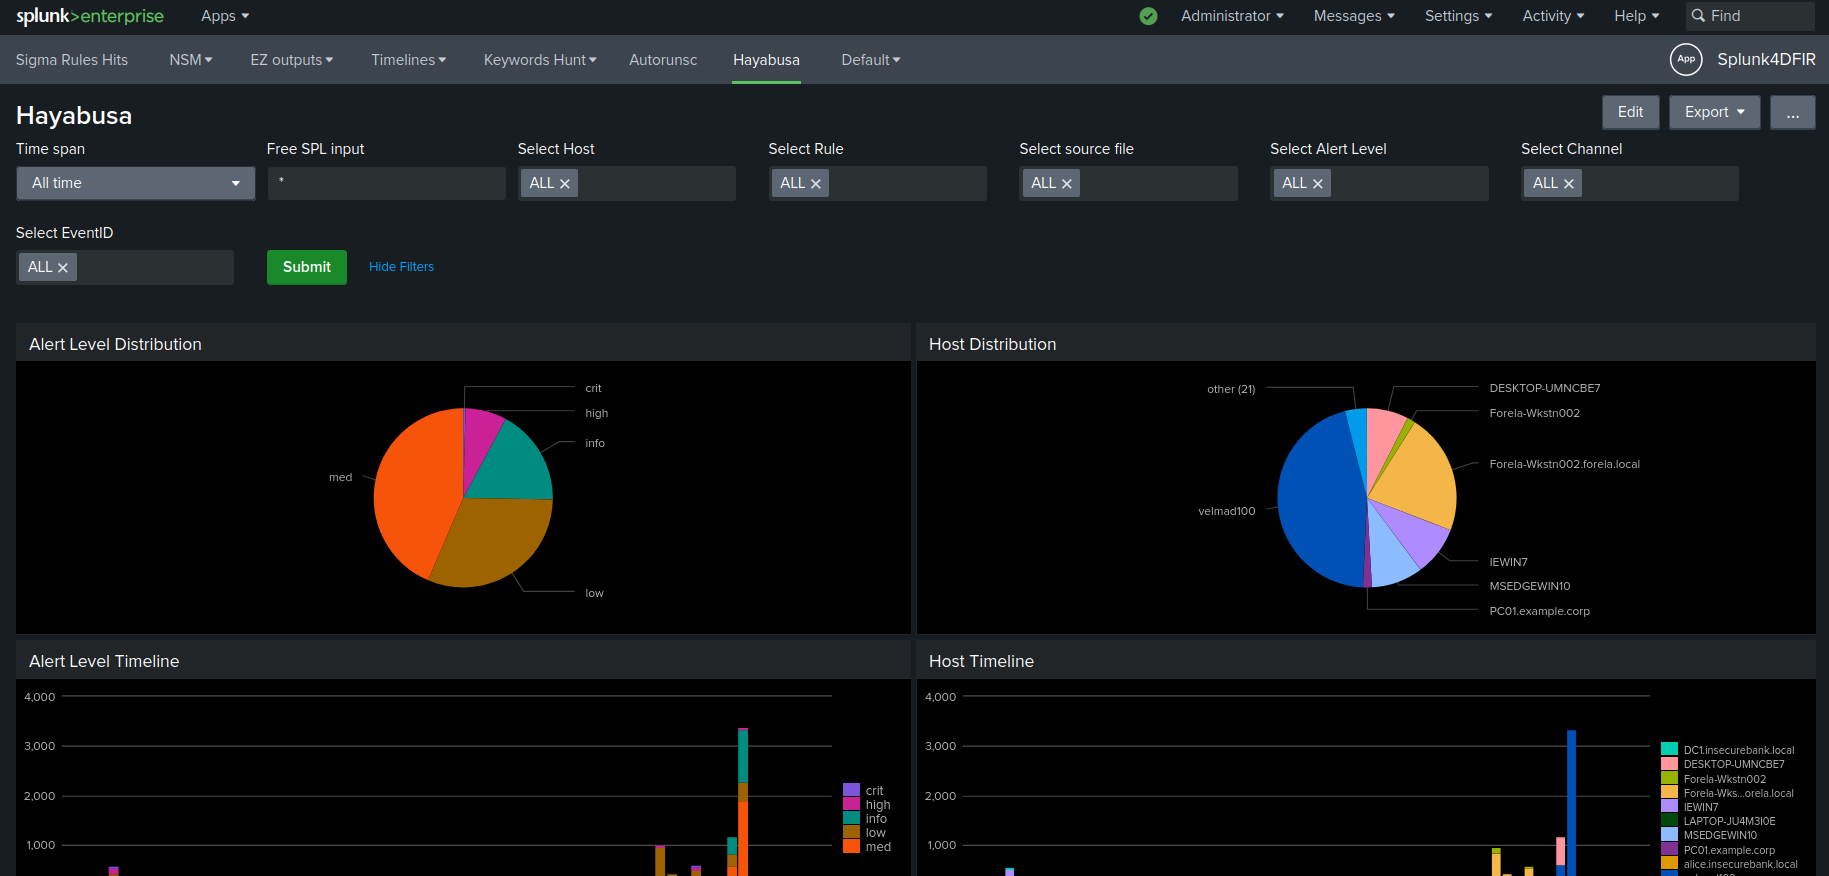 splunk>enterprise Apps Administrator Messages Settings Activity Help Find
Sigma Rules Hits NSM EZ outputs Timelines Keywords Hunt Autorunsc Hayabusa Default App Splunk4DFIR
Hayabusa Edit Export ...
Time span Free SPL input Select Host Select Rule Select source file Select Alert Level Select Channel
All time * ALL ALL ALL ALL ALL
Select EventID
ALL Submit Hide Filters
Alert Level Distribution
crit
high
info
med
low
Host Distribution
other (21)
DESKTOP-UMNCBE7
Forela-Wkstn002
Forela-Wkstn002.forela.local
velmad100
IEWIN7
MSEDGEWIN10
PC01.example.corp
Alert Level Timeline
4,000
3,000
2,000
1,000
crit
high
info
low
med
Host Timeline
4,000
3,000
2,000
1,000
DC1.insecurebank.local
DESKTOP-UMNCBE7
Forela-Wkstn002
Forela-Wks...orela.local
IEWIN7
LAPTOP-JU4M3I0E
MSEDGEWIN10
PC01.example.corp
alice.insecurebank.local